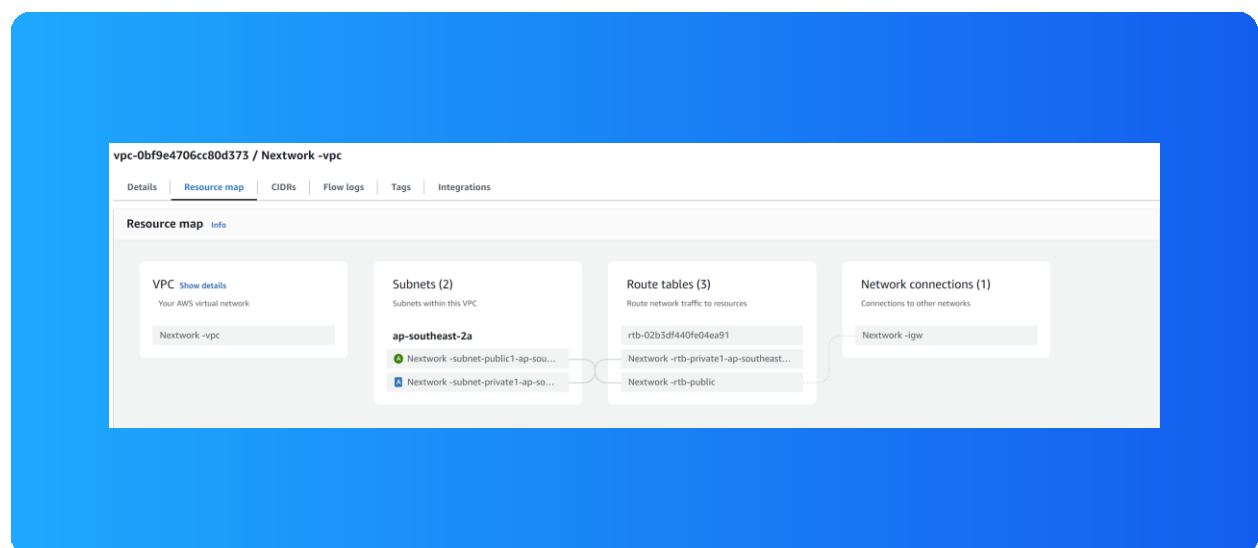 vpc-0bf9e4706cc80d373 / Nextwork -vpc
Details Resource map CIDRs Flow logs Tags Integrations
Resource map Info
VPC Show details
Your AWS virtual network
Nextwork -vpc
Subnets (2)
Subnets within this VPC
ap-southeast-2a
A Nextwork -subnet-public1-ap-sou...
A Nextwork -subnet-private1-ap-so...
Route tables (3)
Route network traffic to resources
rtb-02b3df440fe04ea91
Nextwork -rtb-private1-ap-southeast...
Nextwork -rtb-public
Network connections (1)
Connections to other networks
Nextwork -igw